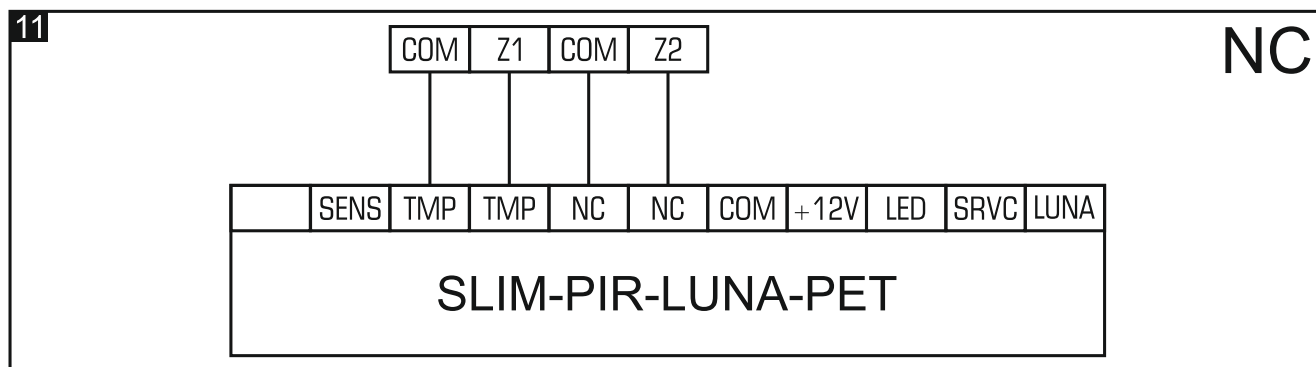 11
NC
COM Z1 COM Z2
SENS TMP TMP NC NC COM +12V LED SRVC LUNA
SLIM-PIR-LUNA-PET